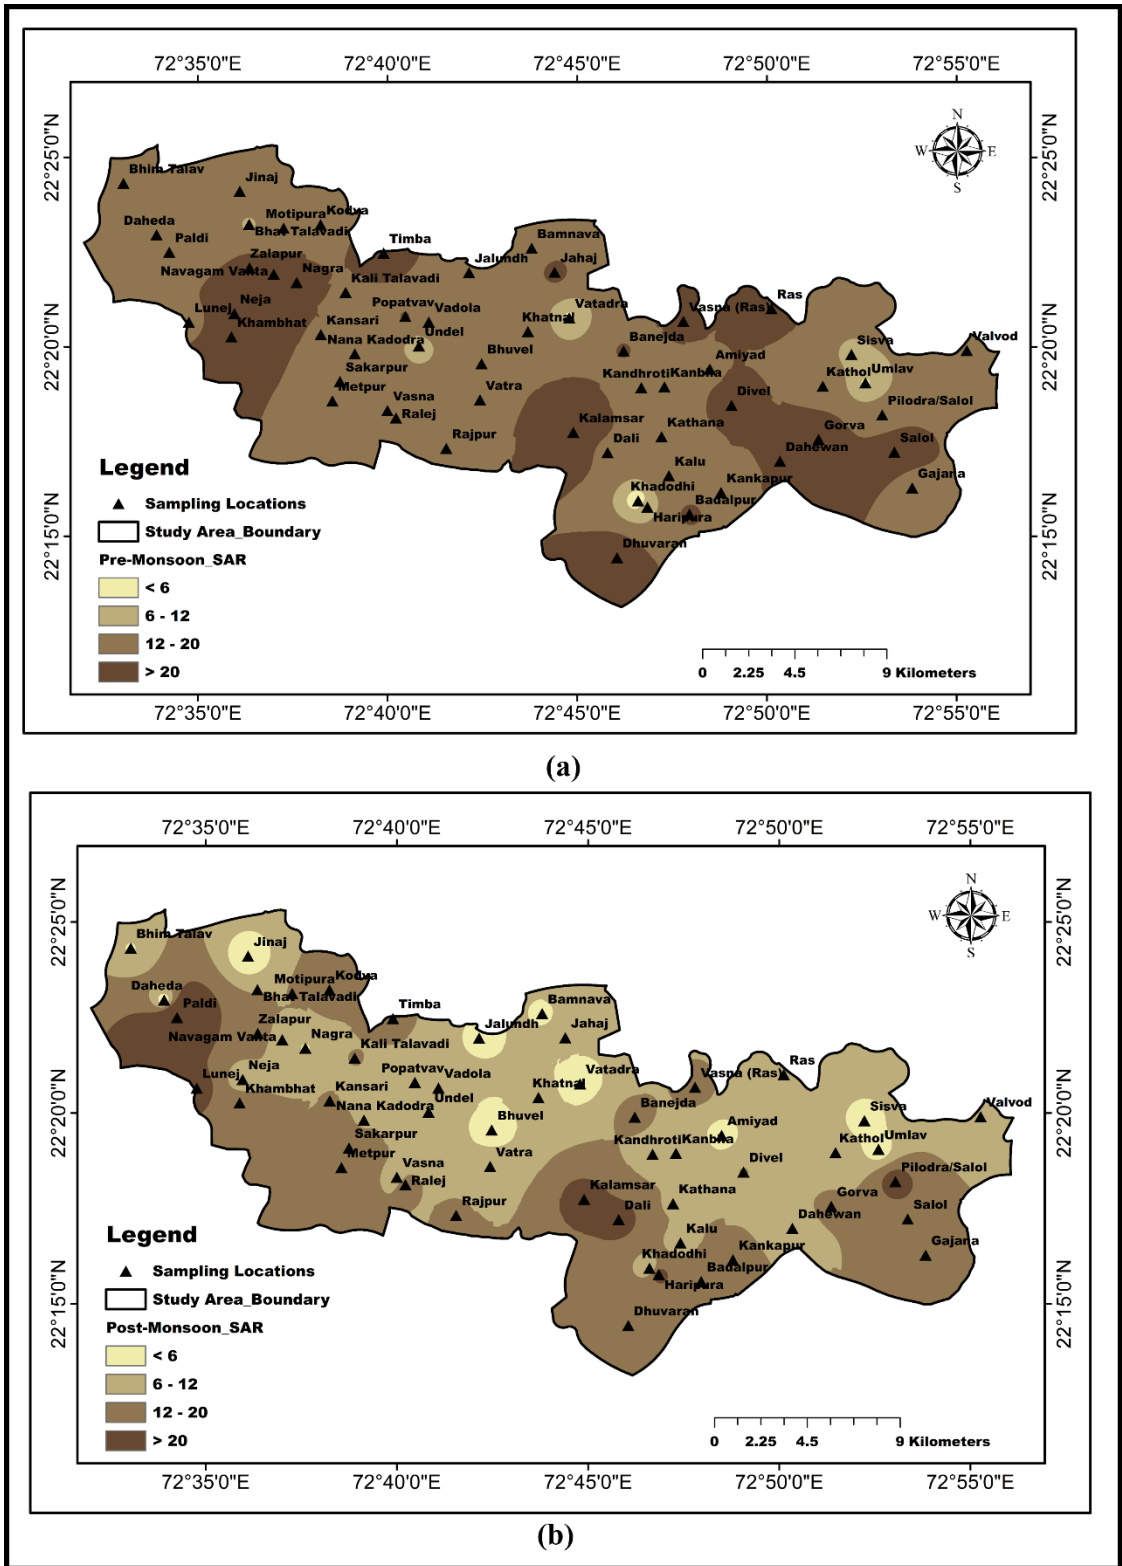 72°35'0"E 72°40'0"E 72°45'0"E 72°50'0"E 72°55'0"E
22°25'0"N 22°25'0"N
22°20'0"N 22°20'0"N
22°15'0"N 22°15'0"N
N
W E
S
Bhim Talav
Jinaj
Daheda
Motipura
Kodva
Paldi
Bhat Talavadi
Timba
Bamnava
Zalapur
Navagam Vanta
Nagra
Kali Talavadi
Jalundh
Jahaj
Lunej
Neja
Popatvav
Vadola
Khatnal
Vatadra
Vasna (Ras)
Ras
Khambhat
Kansari
Undel
Banejda
Sisva
Valvod
Nana Kadodra
Bhuvel
Amiyad
Sakarpur
Kandhroti
Kanbha
Kathol
Umlav
Metpur
Vasna
Vatra
Divel
Ralej
Pilodra/Salol
Rajpur
Kalamsar
Kathana
Gorva
Dali
Dahewan
Salol
Kalu
Gajana
Khadodhi
Kankapur
Badalpur
Haripura
Dhuvaran
Legend
Sampling Locations
Study Area_Boundary
Pre-Monsoon_SAR
< 6
6 - 12
12 - 20
> 20
0 2.25 4.5 9 Kilometers
72°35'0"E 72°40'0"E 72°45'0"E 72°50'0"E 72°55'0"E
(a)
72°35'0"E 72°40'0"E 72°45'0"E 72°50'0"E 72°55'0"E
22°25'0"N 22°25'0"N
22°20'0"N 22°20'0"N
22°15'0"N 22°15'0"N
N
W E
S
Bhim Talav
Jinaj
Daheda
Motipura
Kodva
Paldi
Bhat Talavadi
Timba
Bamnava
Zalapur
Navagam Vanta
Nagra
Kali Talavadi
Jalundh
Jahaj
Lunej
Neja
Popatvav
Vadola
Khatnal
Vatadra
Vasna (Ras)
Ras
Khambhat
Kansari
Undel
Banejda
Sisva
Valvod
Nana Kadodra
Bhuvel
Amiyad
Sakarpur
Kandhroti
Kanbha
Kathol
Umlav
Metpur
Vasna
Vatra
Divel
Ralej
Pilodra/Salol
Rajpur
Kalamsar
Kathana
Gorva
Dali
Dahewan
Salol
Kalu
Gajana
Khadodhi
Kankapur
Badalpur
Haripura
Dhuvaran
Legend
Sampling Locations
Study Area_Boundary
Post-Monsoon_SAR
< 6
6 - 12
12 - 20
> 20
0 2.25 4.5 9 Kilometers
72°35'0"E 72°40'0"E 72°45'0"E 72°50'0"E 72°55'0"E
(b)